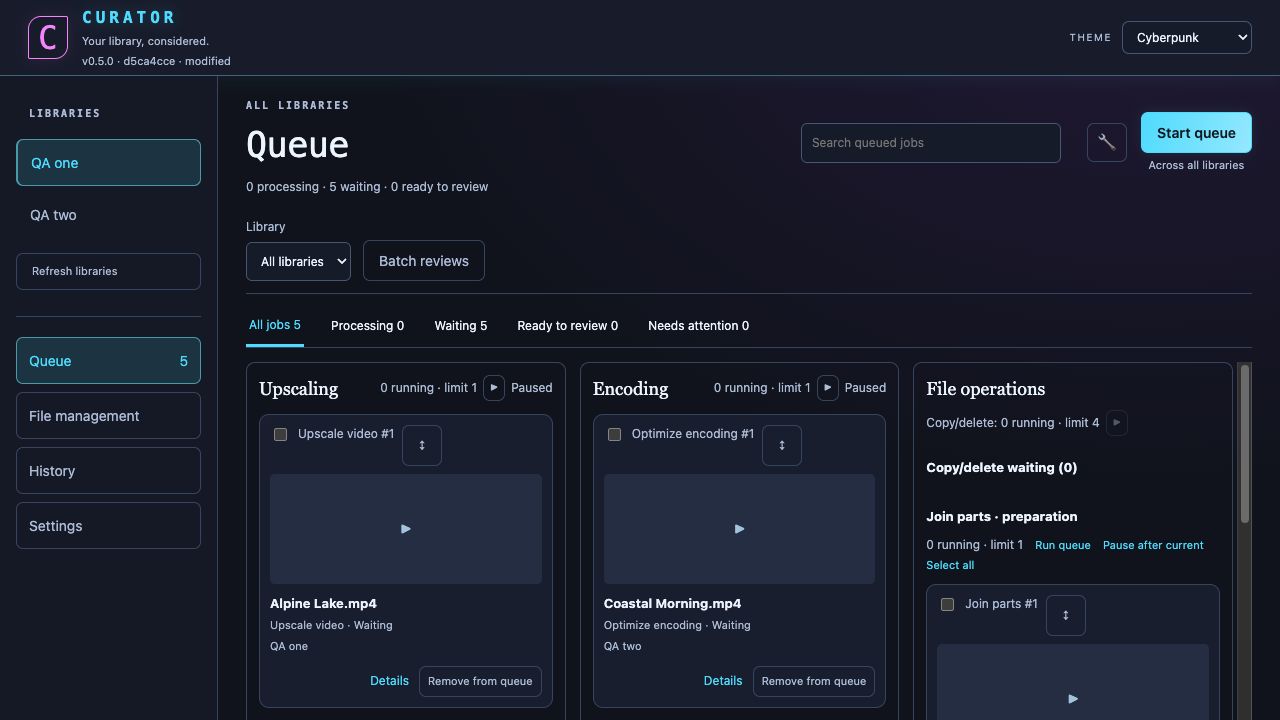 C
CURATOR
Your library, considered.
v0.5.0 · d5ca4cce · modified
THEME
Cyberpunk
LIBRARIES
QA one
QA two
Refresh libraries
Queue 5
File management
History
Settings
ALL LIBRARIES
Queue
0 processing · 5 waiting · 0 ready to review
Search queued jobs
Start queue
Across all libraries
Library
All libraries
Batch reviews
All jobs 5 Processing 0 Waiting 5 Ready to review 0 Needs attention 0
Upscaling 0 running · limit 1 Paused
Upscale video #1
Alpine Lake.mp4
Upscale video · Waiting
QA one
Details Remove from queue
Encoding 0 running · limit 1 Paused
Optimize encoding #1
Coastal Morning.mp4
Optimize encoding · Waiting
QA two
Details Remove from queue
File operations
Copy/delete: 0 running · limit 4
Copy/delete waiting (0)
Join parts · preparation
0 running · limit 1 Run queue Pause after current
Select all
Join parts #1